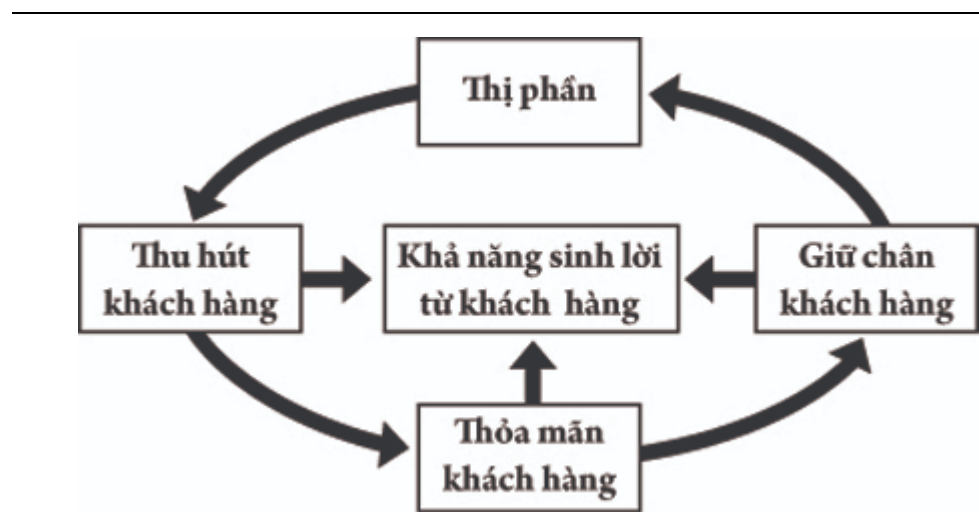 Thị phần
Thu hút
khách hàng
Khả năng sinh lời
từ khách hàng
Giữ chân
khách hàng
Thỏa mãn
khách hàng